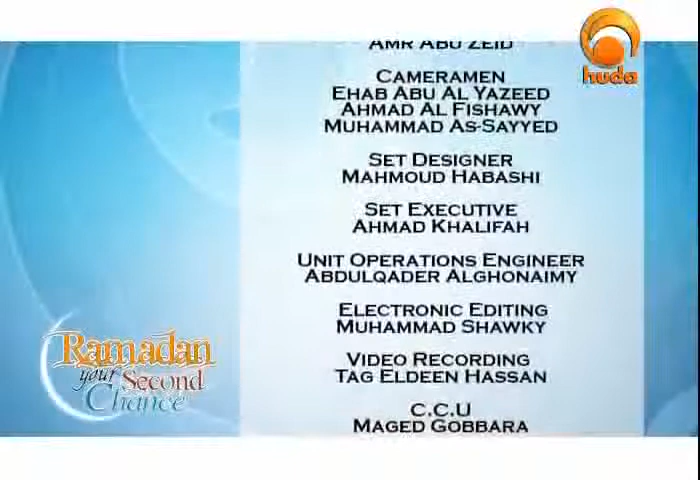 AMR ABU ZEID
huda
CAMERAMEN
EHAB ABU AL YAZEED
AHMAD AL FISHAWY
MUHAMMAD AS-SAYYED
SET DESIGNER
MAHMOUD HABASHI
SET EXECUTIVE
AHMAD KHALIFAH
UNIT OPERATIONS ENGINEER
ABDULQADER ALGHONAIMY
ELECTRONIC EDITING
MUHAMMAD SHAWKY
VIDEO RECORDING
TAG ELDEEN HASSAN
C.C.U
MAGED GOBBARA
Ramadan
your Second
Chance